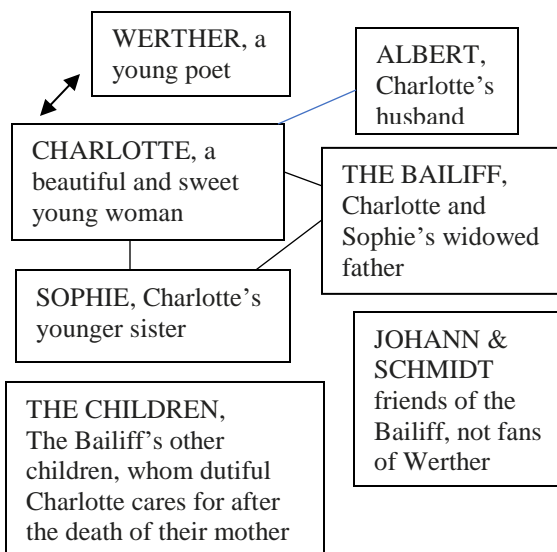 WERTHER, a
young poet
ALBERT,
Charlotte’s
husband
CHARLOTTE, a
beautiful and sweet
young woman
THE BAILIFF,
Charlotte and
Sophie’s widowed
father
SOPHIE, Charlotte’s
younger sister
JOHANN &
SCHMIDT
friends of the
Bailiff, not fans
of Werther
THE CHILDREN,
The Bailiff’s other
children, whom dutiful
Charlotte cares for after
the death of their mother